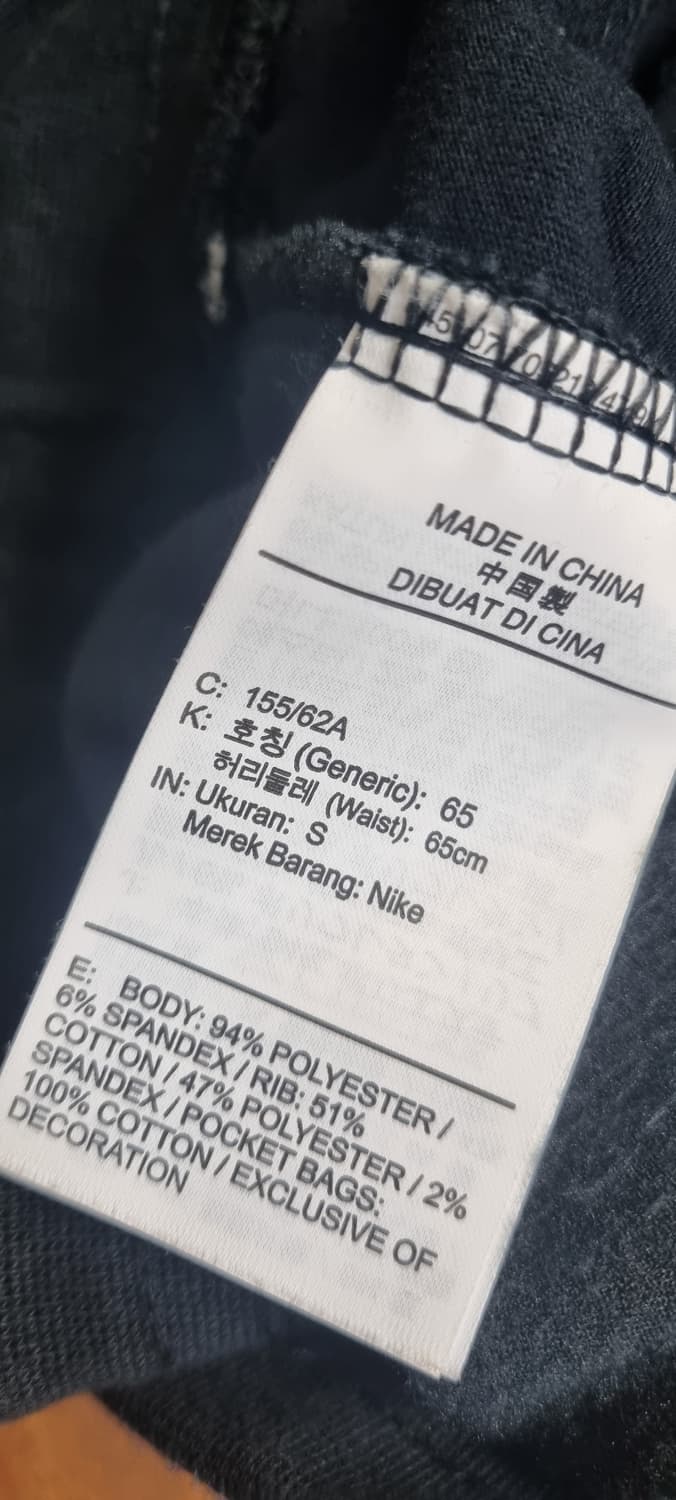 MADE IN CHINA
中国製
DIBUAT DI CINA
C: 155/62A
K: 호칭 (Generic): 65
허리둘레 (Waist): 65cm
IN: Ukuran: S
Merek Barang: Nike
E: BODY: 94% POLYESTER /
6% SPANDEX / RIB: 51%
COTTON / 47% POLYESTER / 2%
SPANDEX / POCKET BAGS:
100% COTTON / EXCLUSIVE OF
DECORATION